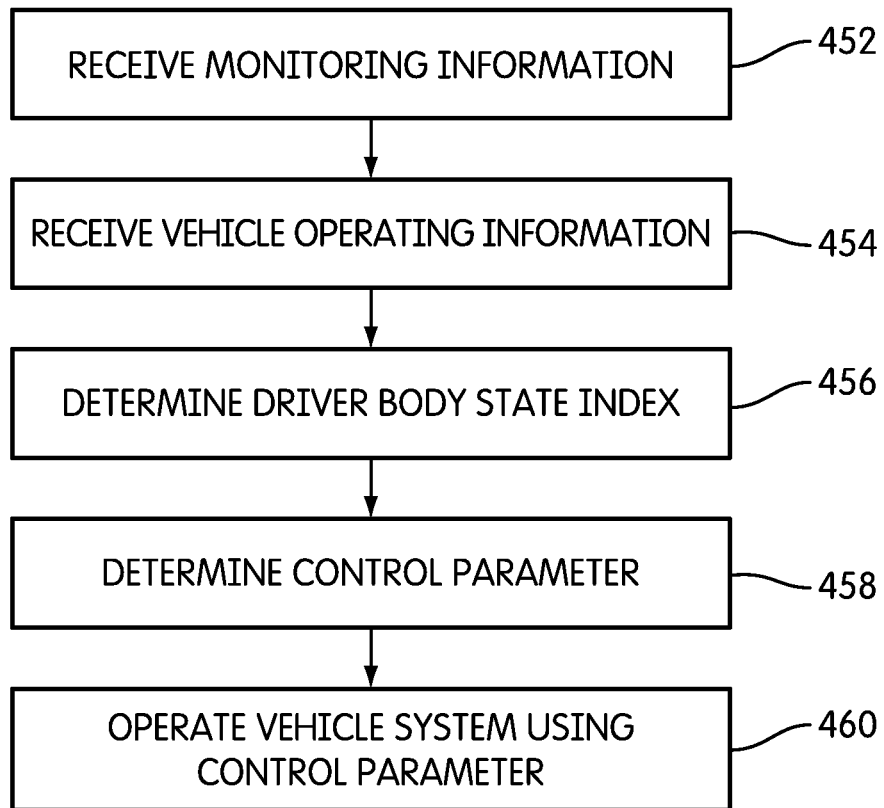 RECEIVE MONITORING INFORMATION
452
RECEIVE VEHICLE OPERATING INFORMATION
454
DETERMINE DRIVER BODY STATE INDEX
456
DETERMINE CONTROL PARAMETER
458
OPERATE VEHICLE SYSTEM USING
CONTROL PARAMETER
460